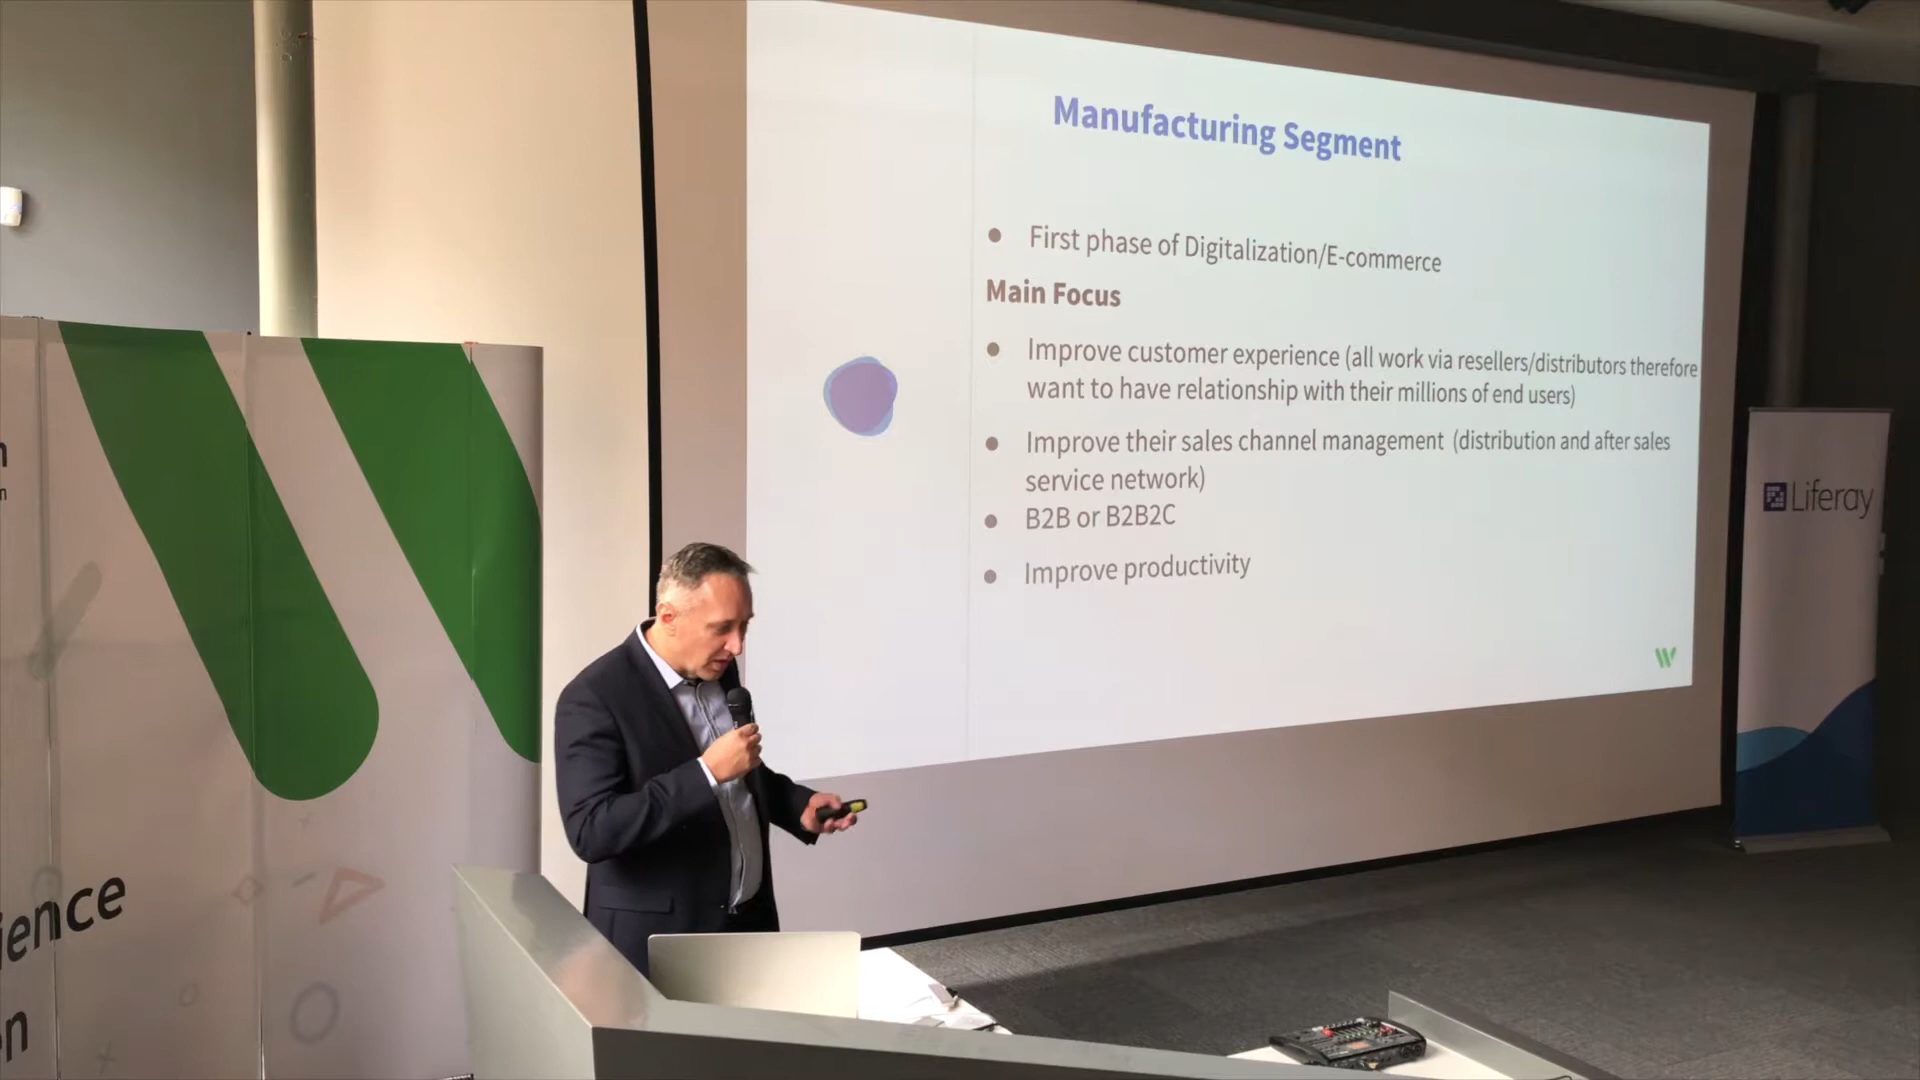 Manufacturing Segment
First phase of Digitalization/E-commerce
Main Focus
Improve customer experience (all work via resellers/distributors therefore
want to have relationship with their millions of end users)
Improve their sales channel management (distribution and after sales
service network)
B2B or B2B2C
Improve productivity
Liferay
ience
n